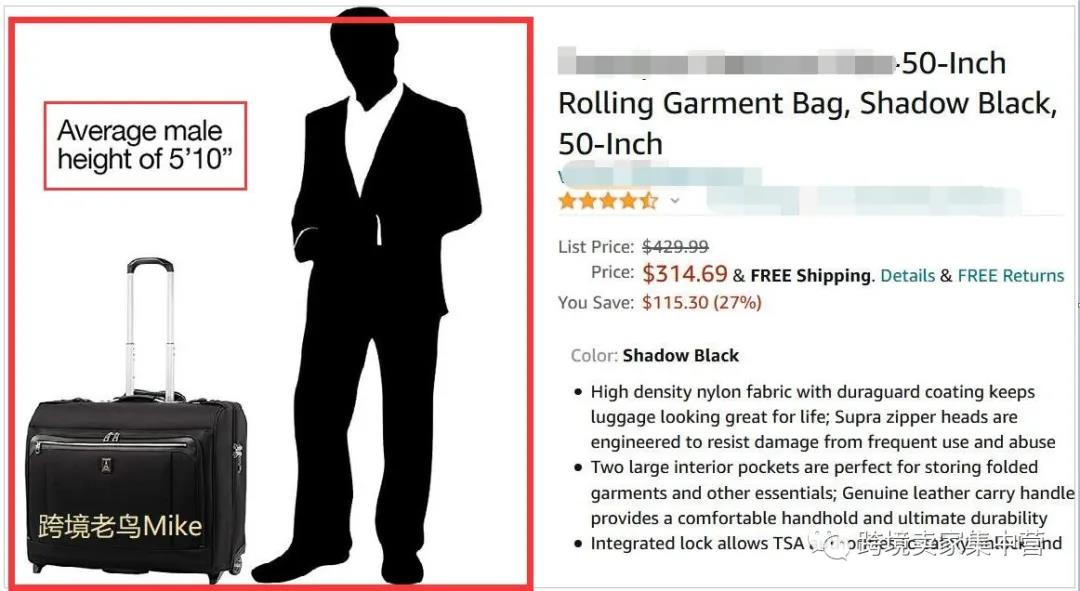 Average male
height of 5’10”
跨境老鸟Mike
-50-Inch
Rolling Garment Bag, Shadow Black,
50-Inch
List Price: $429.99
Price: $314.69 & FREE Shipping. Details & FREE Returns
You Save: $115.30 (27%)
Color: Shadow Black
• High density nylon fabric with duraguard coating keeps
luggage looking great for life; Supra zipper heads are
engineered to resist damage from frequent use and abuse
• Two large interior pockets are perfect for storing folded
garments and other essentials; Genuine leather carry handle
provides a comfortable handhold and ultimate durability
• Integrated lock allows TSA
跨境卖家集中营